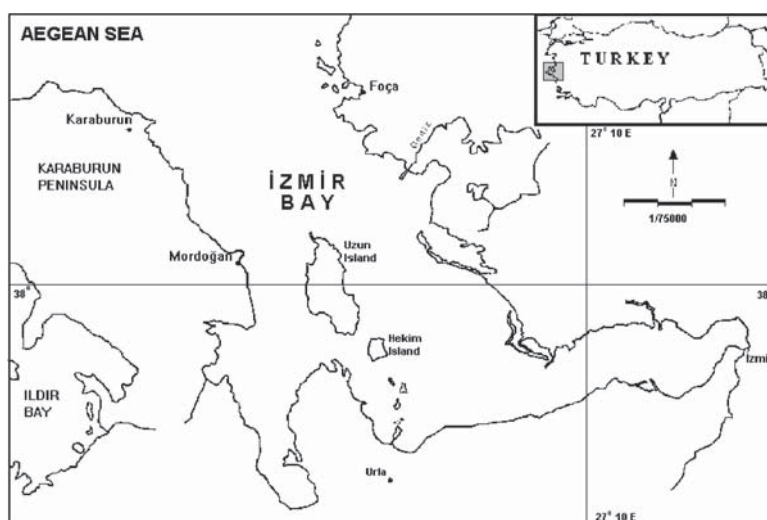 AEGEAN SEA
TURKEY
Foça
Karaburun
27° 10 E
KARABURUN
PENINSULA
N
İZMİR
BAY
1/75000
Uzun
Island
Mordoğan
38°
38
Hekim
Island
İzmi
ILDIR
BAY
Urla
27° 10 E